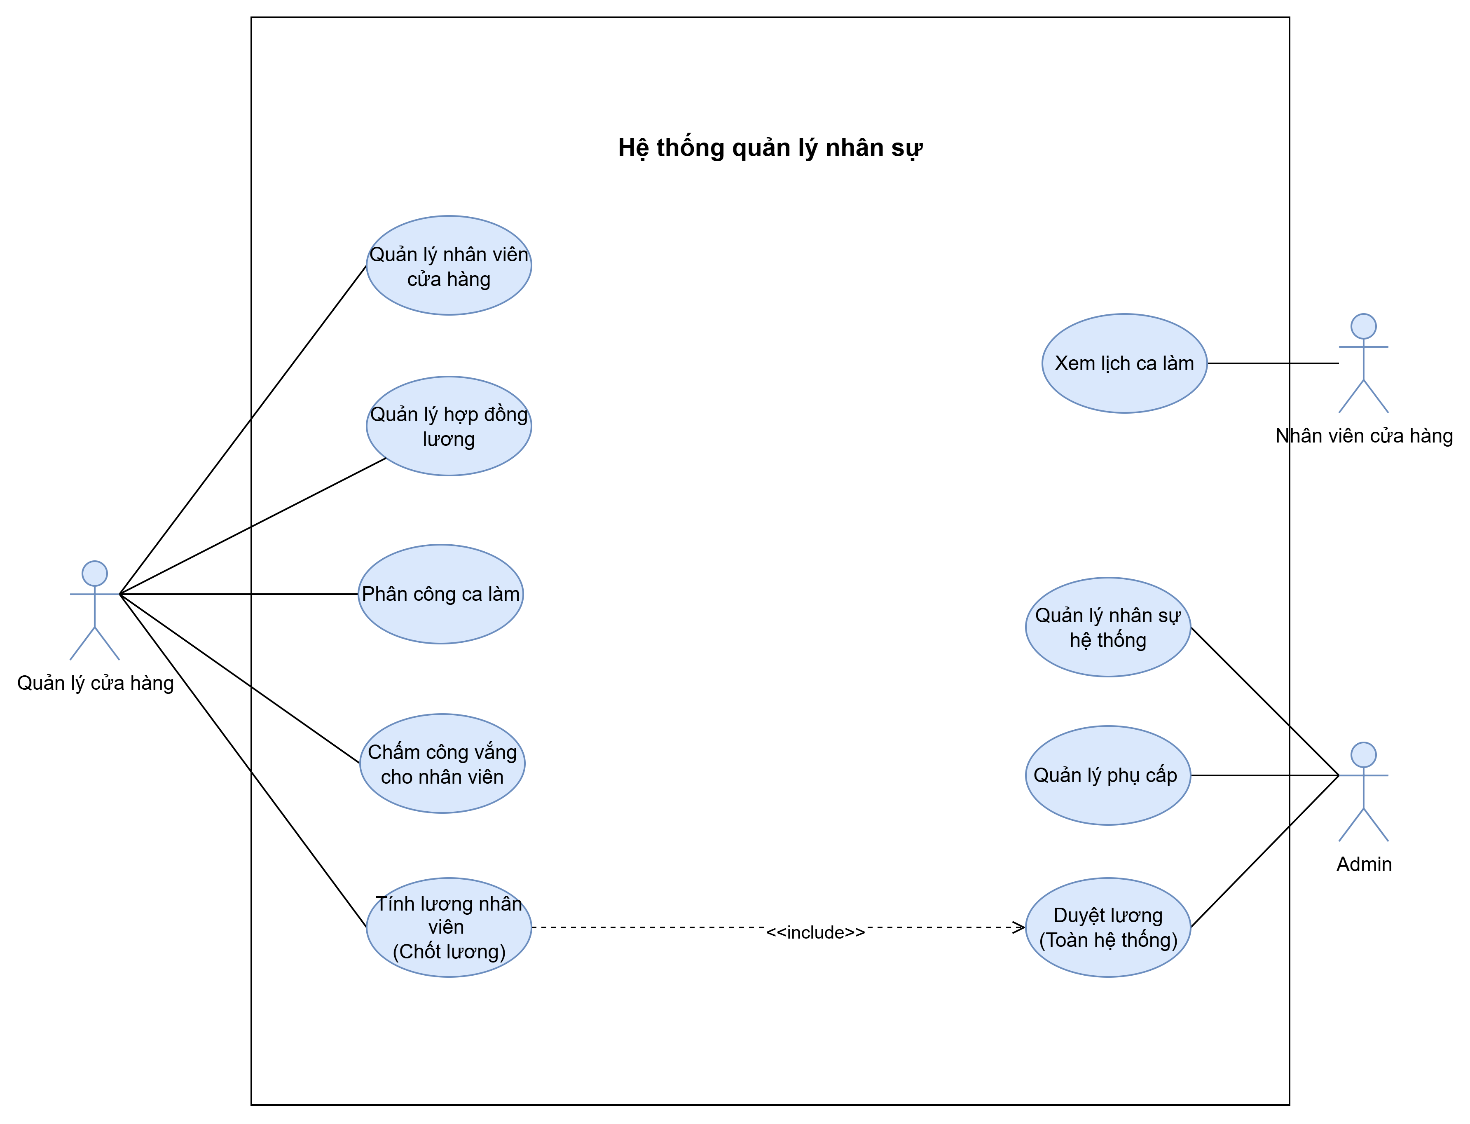 Hệ thống quản lý nhân sự
Quản lý nhân viên
cửa hàng
Quản lý hợp đồng
lương
Phân công ca làm
Chấm công vắng
cho nhân viên
Tính lương nhân
viên
(Chốt lương)
Quản lý cửa hàng
<<include>>
Xem lịch ca làm
Nhân viên cửa hàng
Quản lý nhân sự
hệ thống
Quản lý phụ cấp
Duyệt lương
(Toàn hệ thống)
Admin